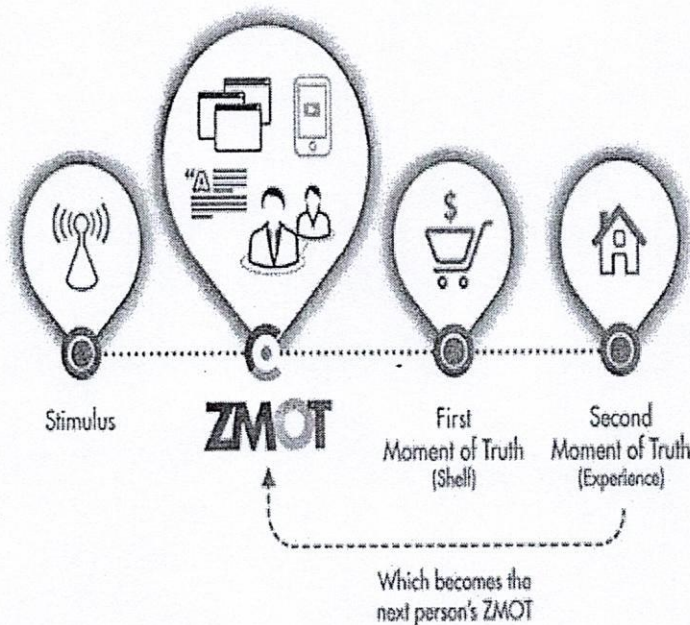 "A
$
Stimulus
ZMOT
First
Moment of Truth
(Shelf)
Second
Moment of Truth
(Experience)
Which becomes the
next person's ZMOT